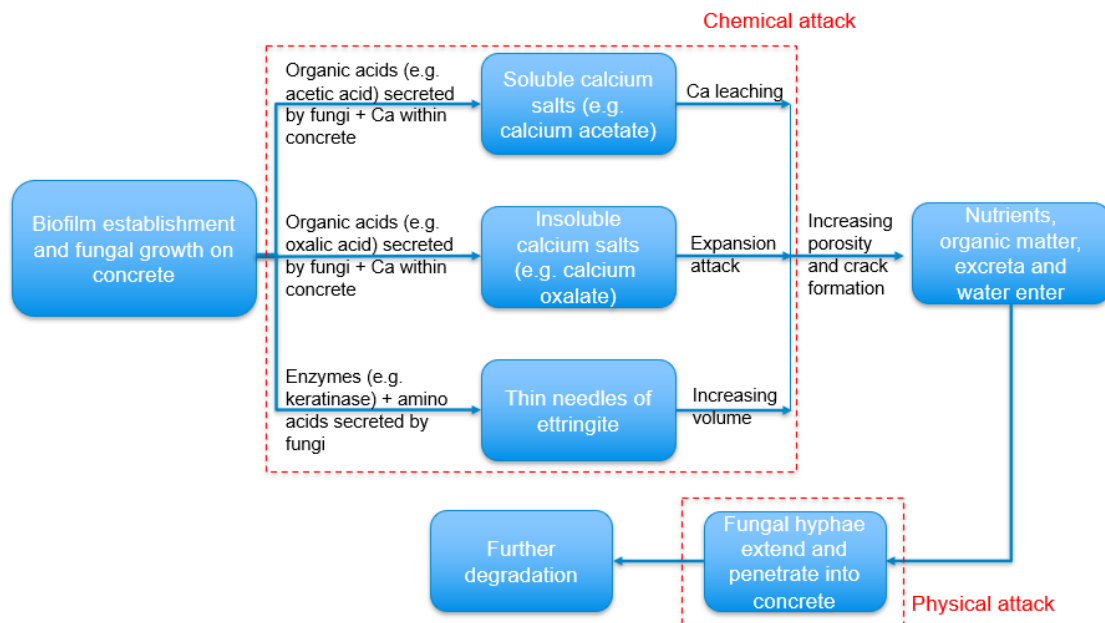 Chemical attack
Organic acids (e.g.
acetic acid) secreted
by fungi + Ca within
concrete
Soluble calcium
salts (e.g.
calcium acetate)
Ca leaching
Biofilm establishment
and fungal growth on
concrete
Organic acids (e.g.
oxalic acid) secreted
by fungi + Ca within
concrete
Insoluble
calcium salts
(e.g. calcium
oxalate)
Expansion
attack
Increasing
porosity
and crack
formation
Nutrients,
organic matter,
excreta and
water enter
Enzymes (e.g.
keratinase) + amino
acids secreted by
fungi
Thin needles of
ettringite
Increasing
volume
Further
degradation
Fungal hyphae
extend and
penetrate into
concrete
Physical attack